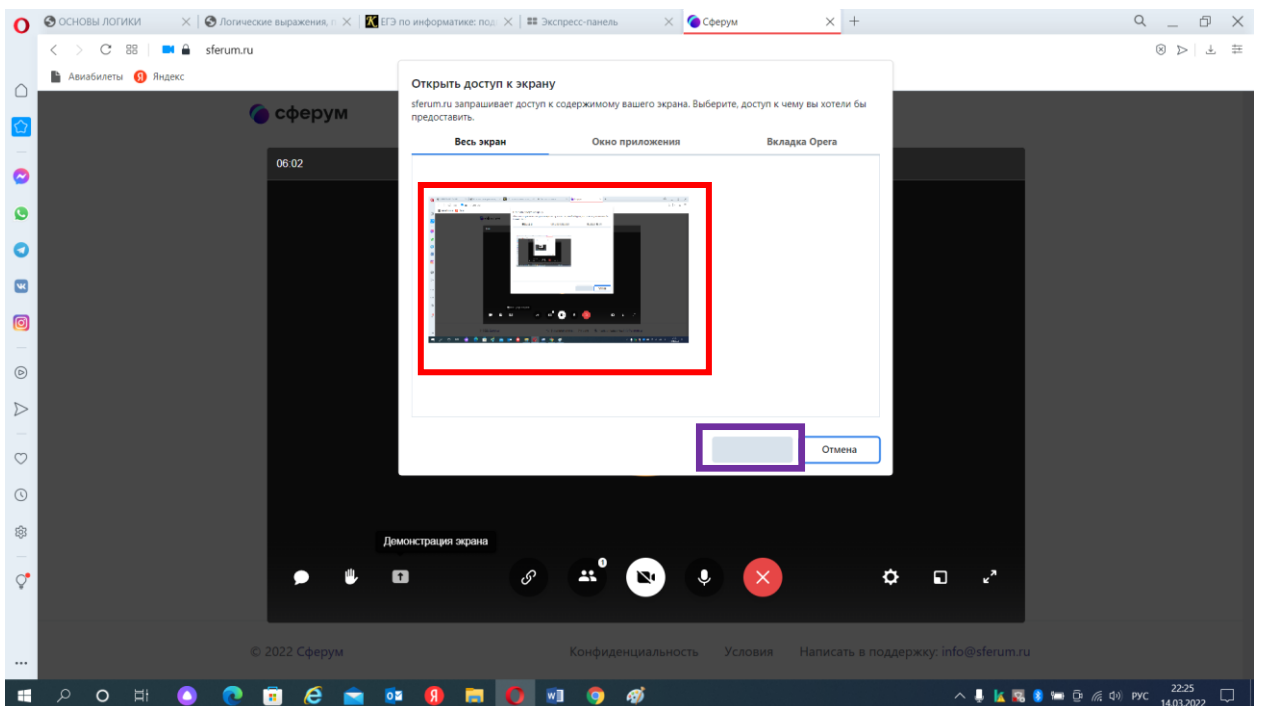 ОСНОВЫ ЛОГИКИ
Логические выражения,
ЕГЭ по информатике: под
Экспресс-панель
Сферум
sferum.ru
Авиабилеты
Яндекс
Открыть доступ к экрану
sferum.ru запрашивает доступ к содержимому вашего экрана. Выберите, доступ к чему вы хотели бы
предоставить.
Весь экран
Окно приложения
Вкладка Opera
сферум
06:02
Отмена
Демонстрация экрана
1
© 2022 Сферум
Конфиденциальность
Условия
Написать в поддержку: info@sferum.ru
РУС
22:25
14.03.2022